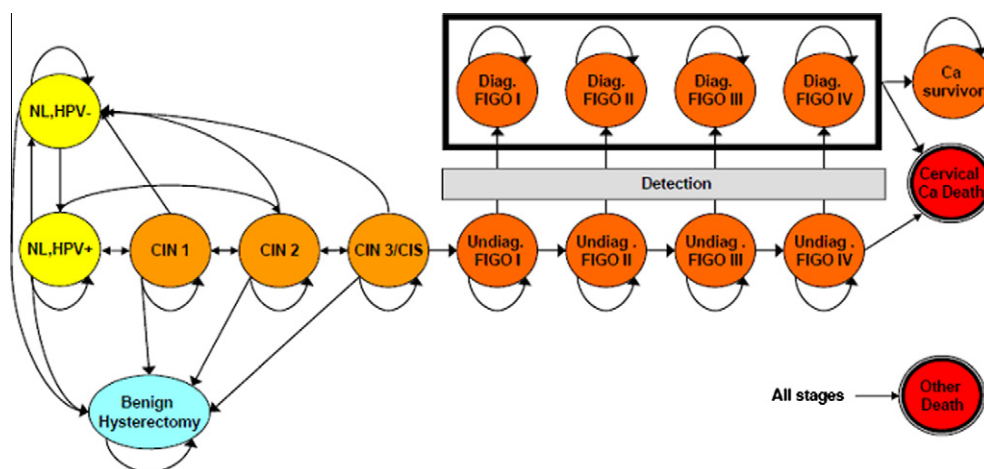 NL,HPV-
Diag.
FIGO I
Diag.
FIGO II
Diag.
FIGO III
Diag.
FIGO IV
Ca
survivor
Detection
Cervical
Ca Death
NL,HPV+
CIN 1
CIN 2
CIN 3/CIS
Undiag.
FIGO I
Undiag .
FIGO II
Undiag .
FIGO III
Undiag .
FIGO IV
Benign
Hysterectomy
All stages
Other
Death